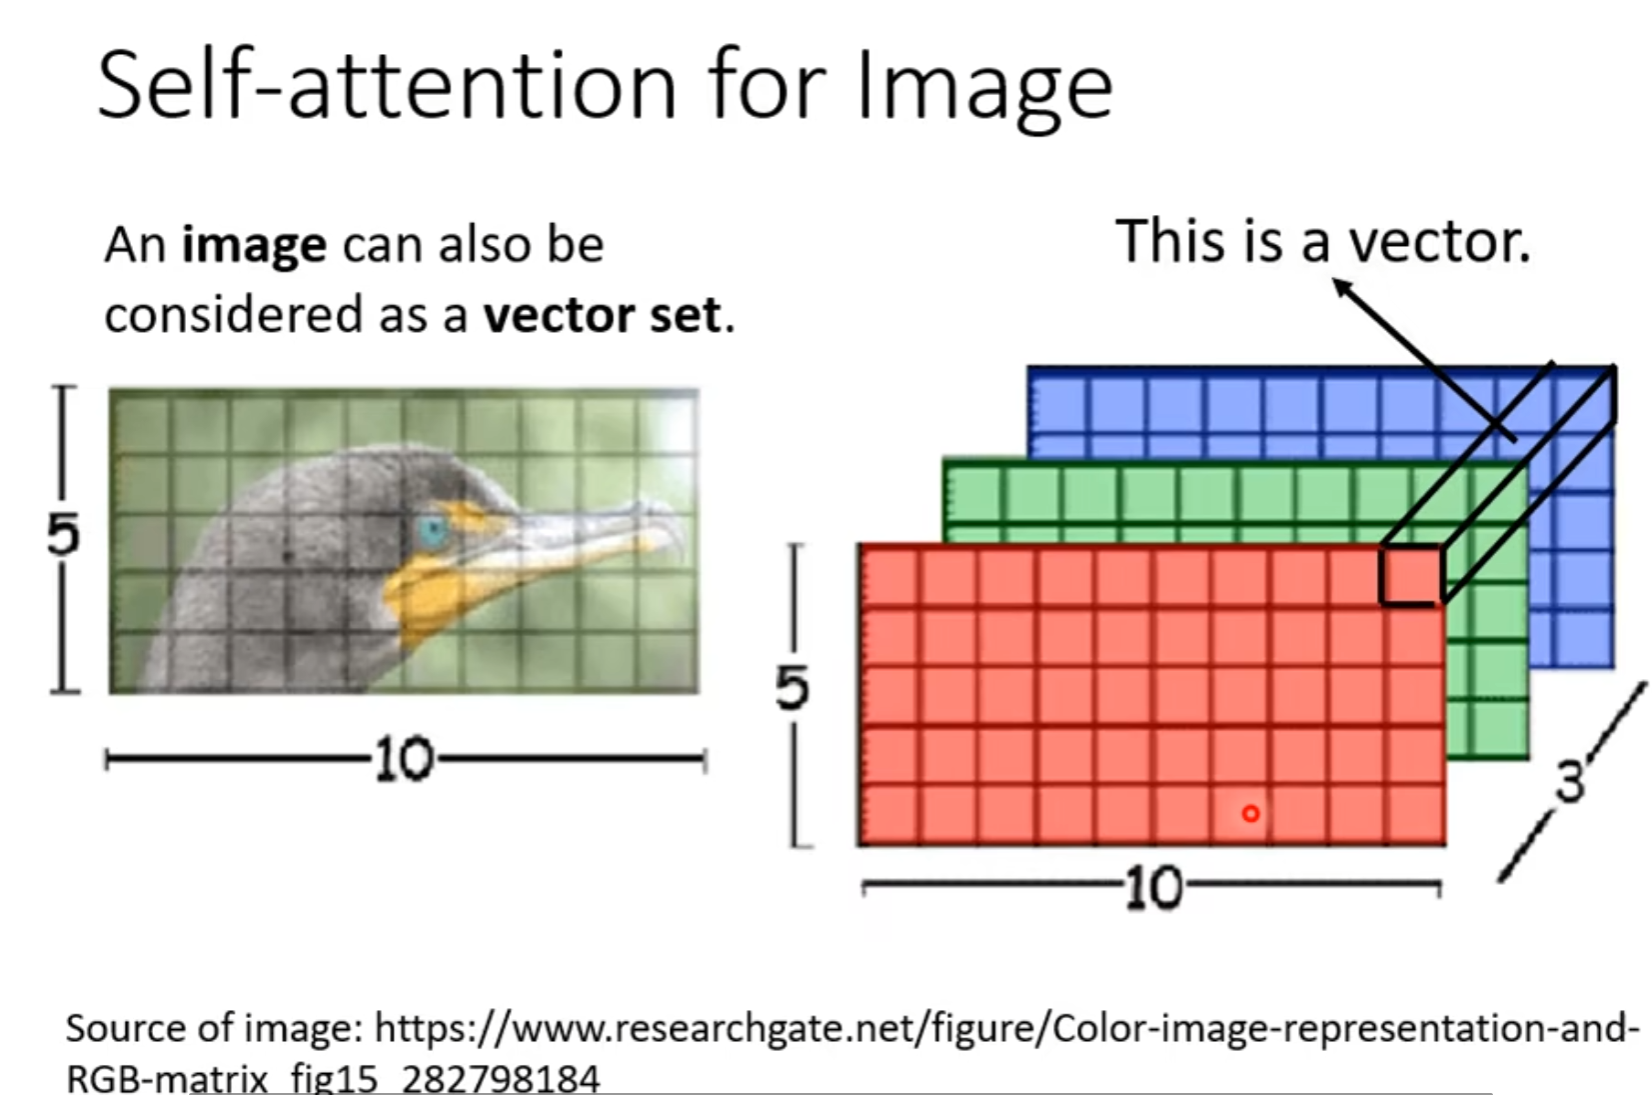 Self-attention for Image
An image can also be
considered as a vector set.
This is a vector.
5
10
5
10
3
Source of image: https://www.researchgate.net/figure/Color-image-representation-and-
RGB-matrix_fig15_282798184